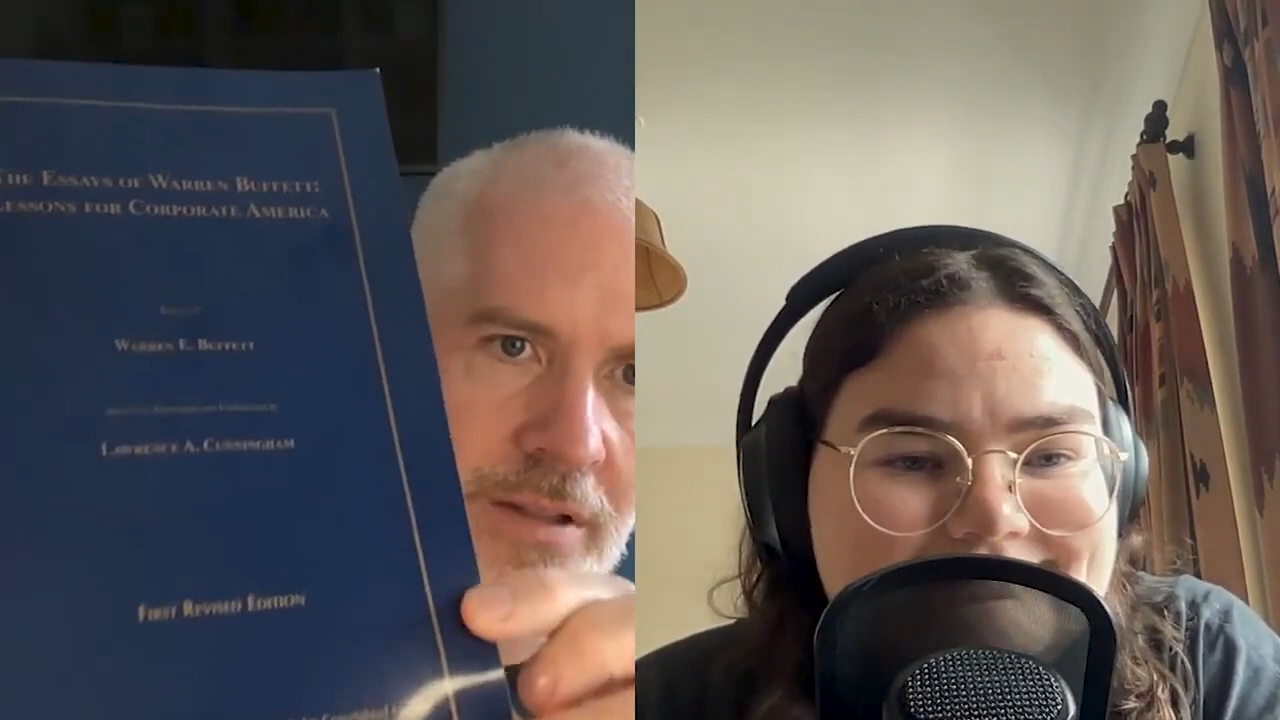 THE ESSAYS OF WARREN BUFFETT:
LESSONS FOR CORPORATE AMERICA
WARREN E. BUFFETT
LAWRENCE A. CUNNINGHAM
FIRST REVISED EDITION